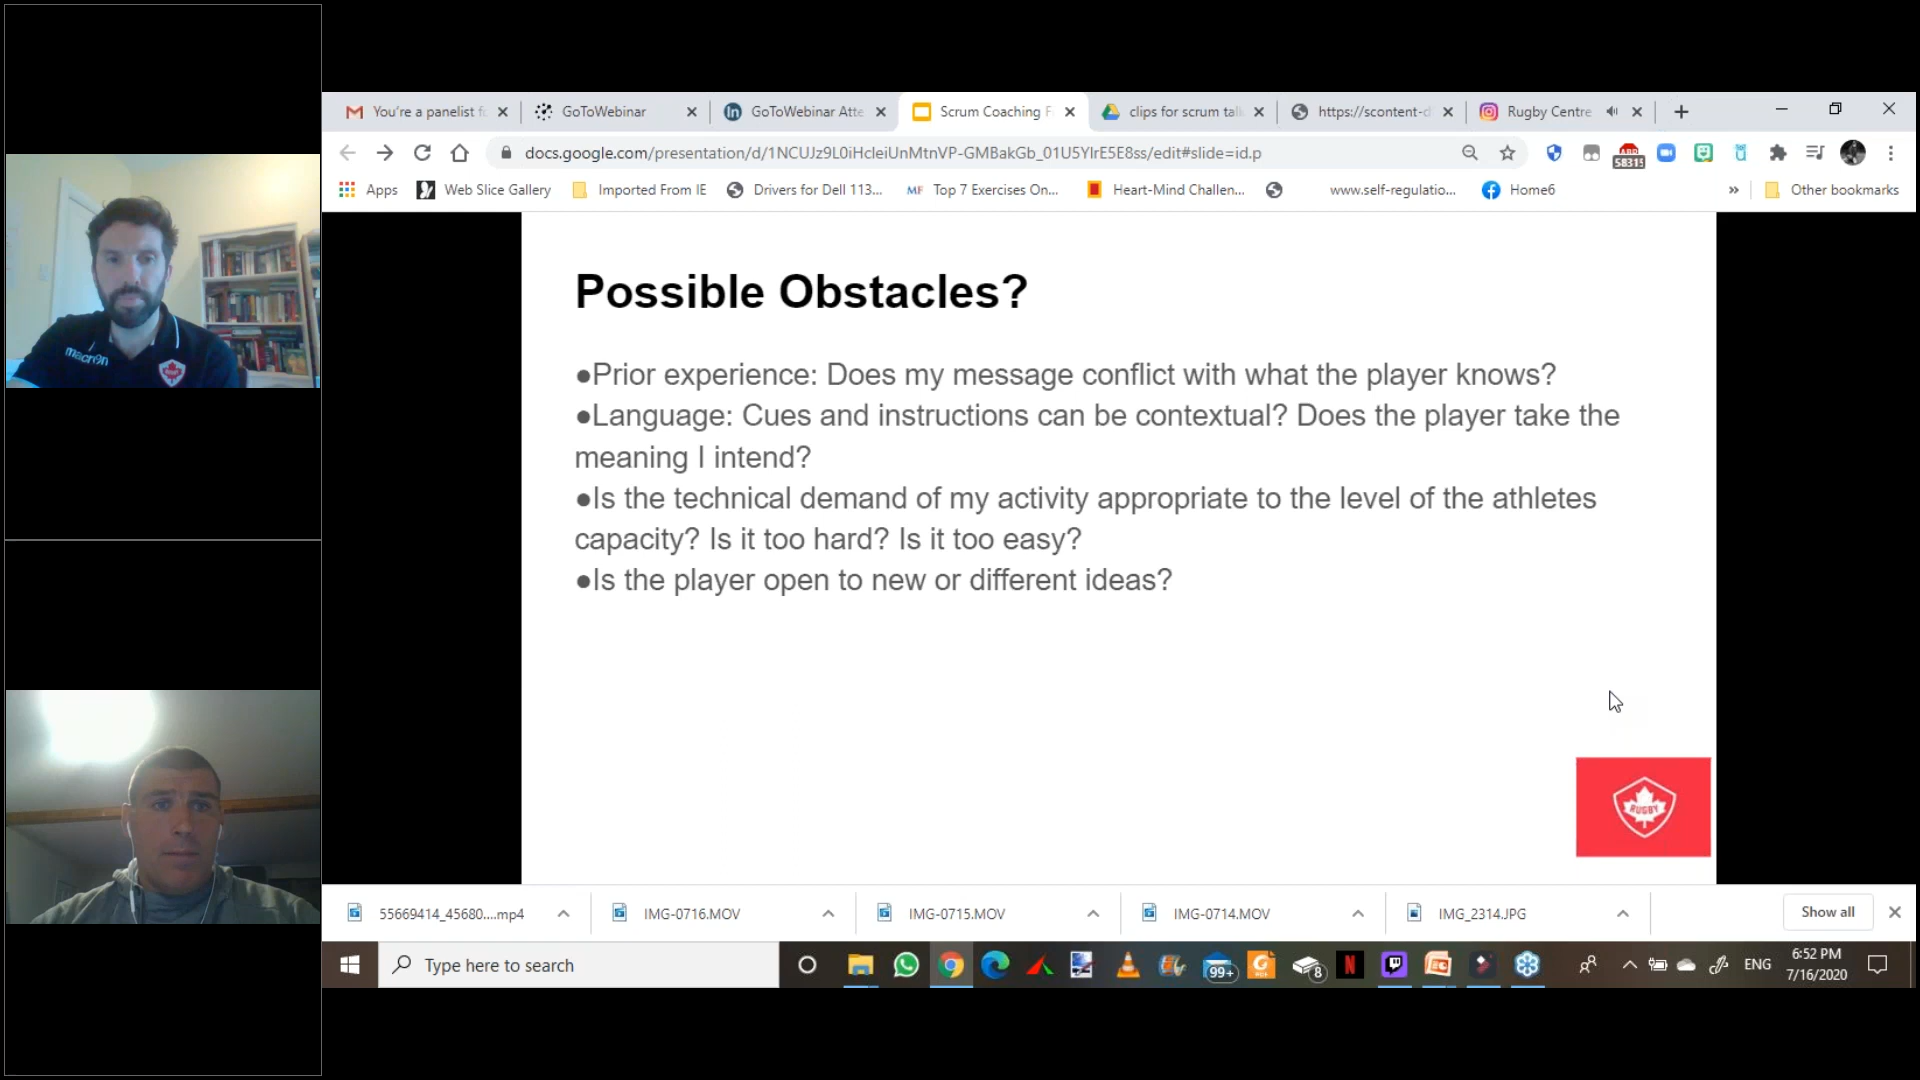 You're a panelist f
GoToWebinar
GoToWebinar Atte
Scrum Coaching F
clips for scrum tal
https://scontent-d
Rugby Centre
docs.google.com/presentation/d/1NCUJz9L0iHcleiUnMtnVP-GMBakGb_01U5YlrE5E8ss/edit#slide=id.p
58315
Apps
Web Slice Gallery
Imported From IE
Drivers for Dell 113...
MF Top 7 Exercises On...
Heart-Mind Challen...
www.self-regulatio...
Home6
»
Other bookmarks
Possible Obstacles?
●Prior experience: Does my message conflict with what the player knows?
●Language: Cues and instructions can be contextual? Does the player take the
meaning I intend?
●Is the technical demand of my activity appropriate to the level of the athletes
capacity? Is it too hard? Is it too easy?
●Is the player open to new or different ideas?
RUGBY
macron
55669414_45680....mp4
IMG-0716.MOV
IMG-0715.MOV
IMG-0714.MOV
IMG_2314.JPG
Show all
Type here to search
99+
8
ENG
6:52 PM
7/16/2020